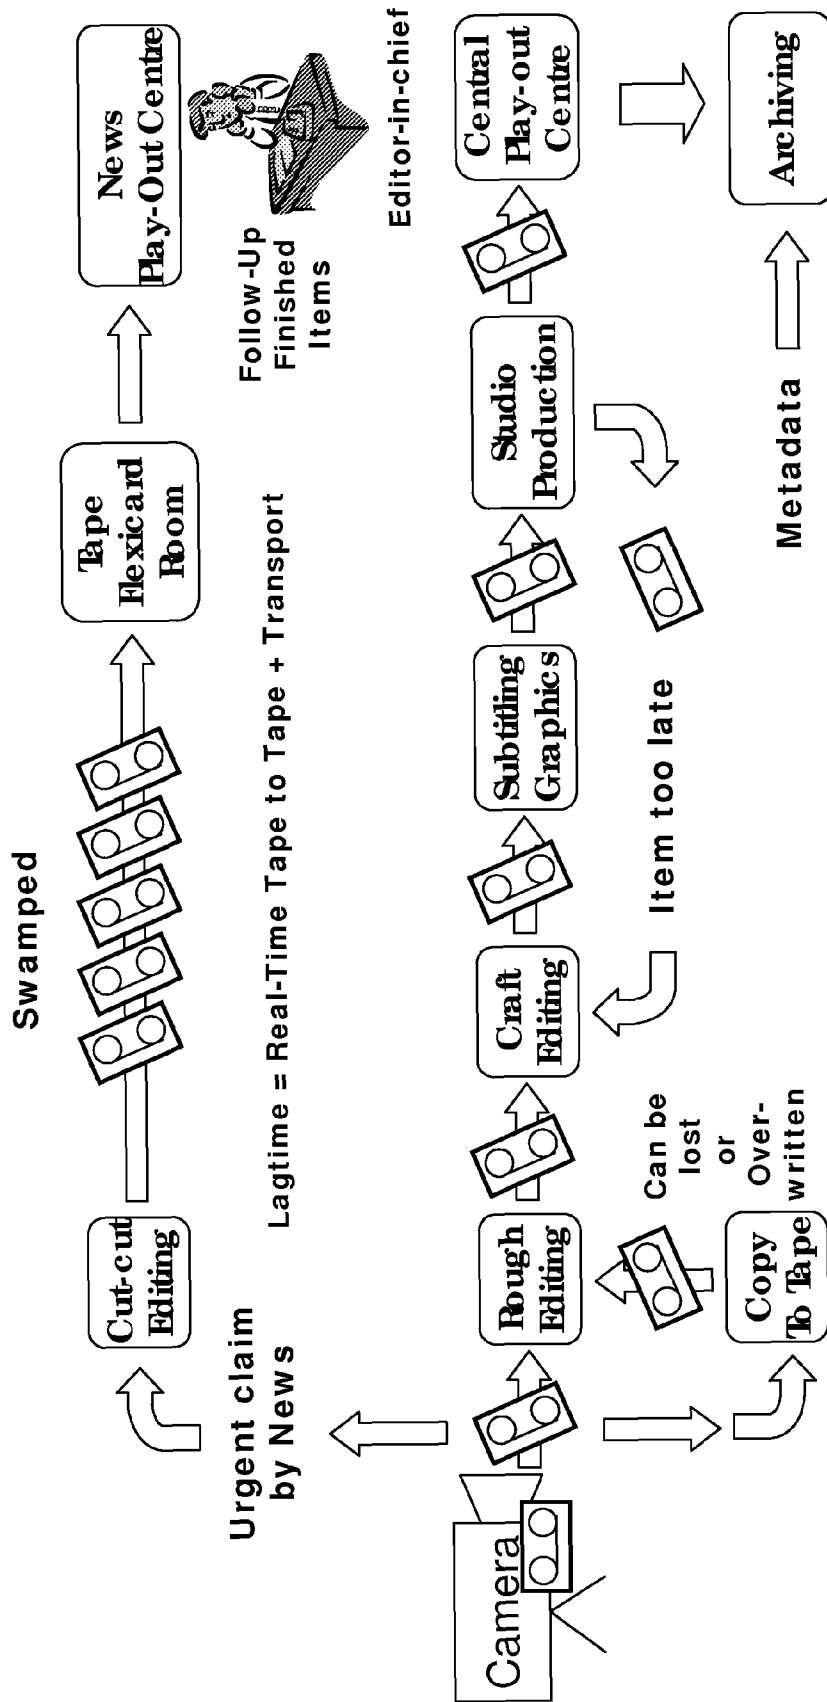 Swamped
Cut-cut
Editing
Tape
Flexicard
Room
News
Play-Out Centre
Urgent claim
by News
Lagtime = Real-Time Tape to Tape + Transport
Follow-Up
Finished
Items
Editor-in-chief
Camera
Rough
Editing
Craft
Editing
Subtitling
Graphics
Studio
Production
Central
Play-out
Centre
Copy
To Tape
Can be
lost
or
Over-
written
Item too late
Metadata
Archiving